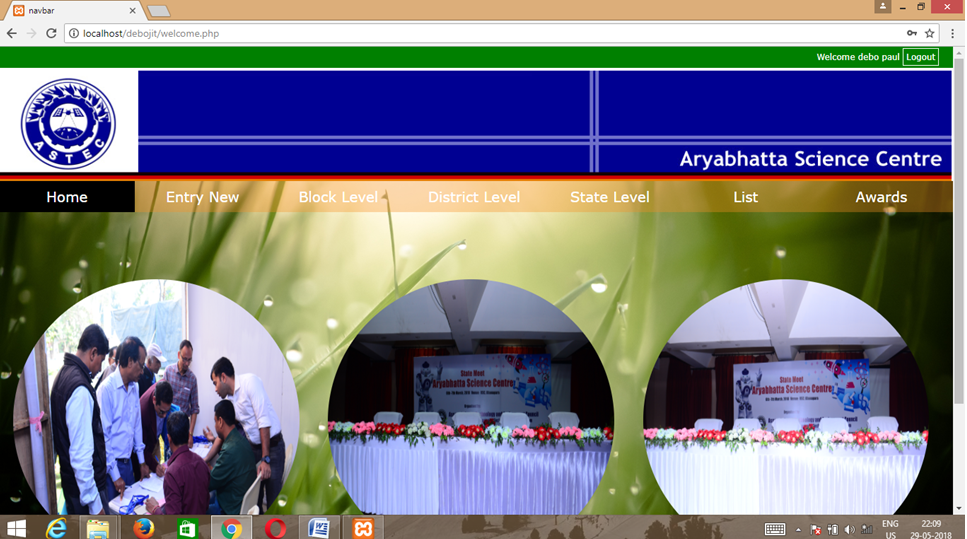 navbar
localhost/debojit/welcome.php
Welcome debo paul Logout
ASTEC
Aryabhatta Science Centre
Home Entry New Block Level District Level State Level List Awards
State Meet
Aryabhatta Science Centre
State Meet
Aryabhatta Science Centre
ENG
US
22:09
29-05-2018